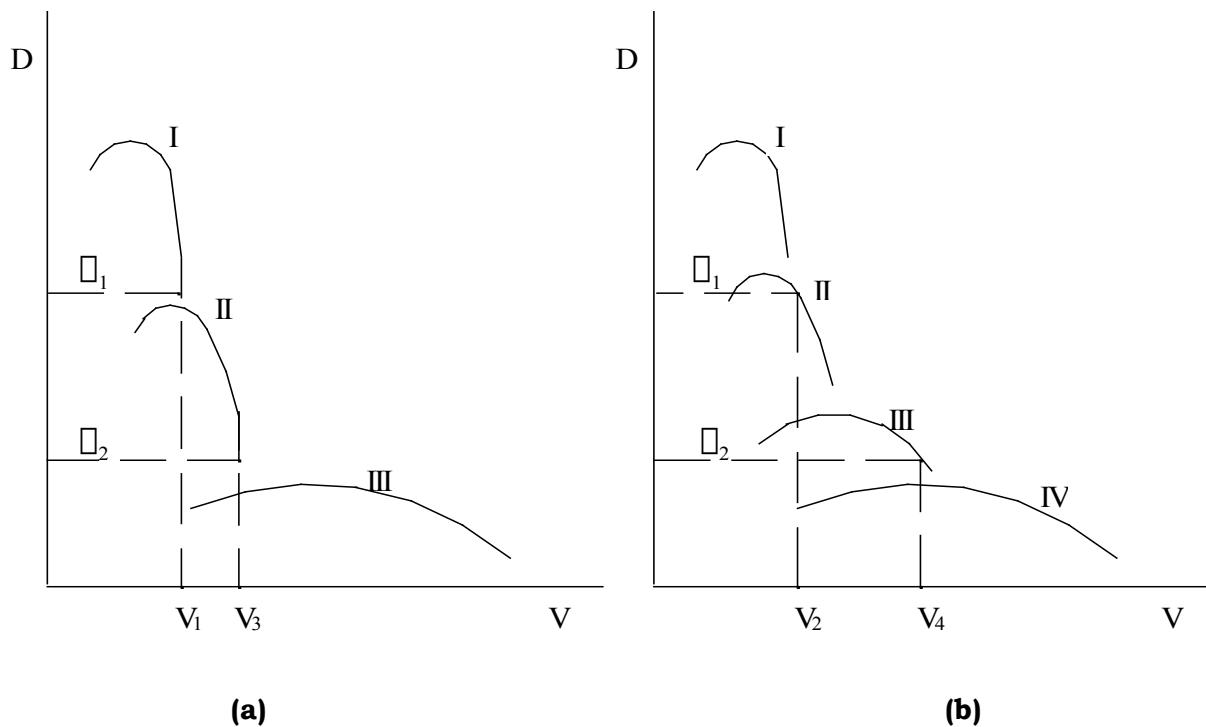 D D
I I
▯₁ ▯₁
II II
▯₂ ▯₂
III III
IV
V₁ V₃ V V₂ V₄ V
(a) (b)